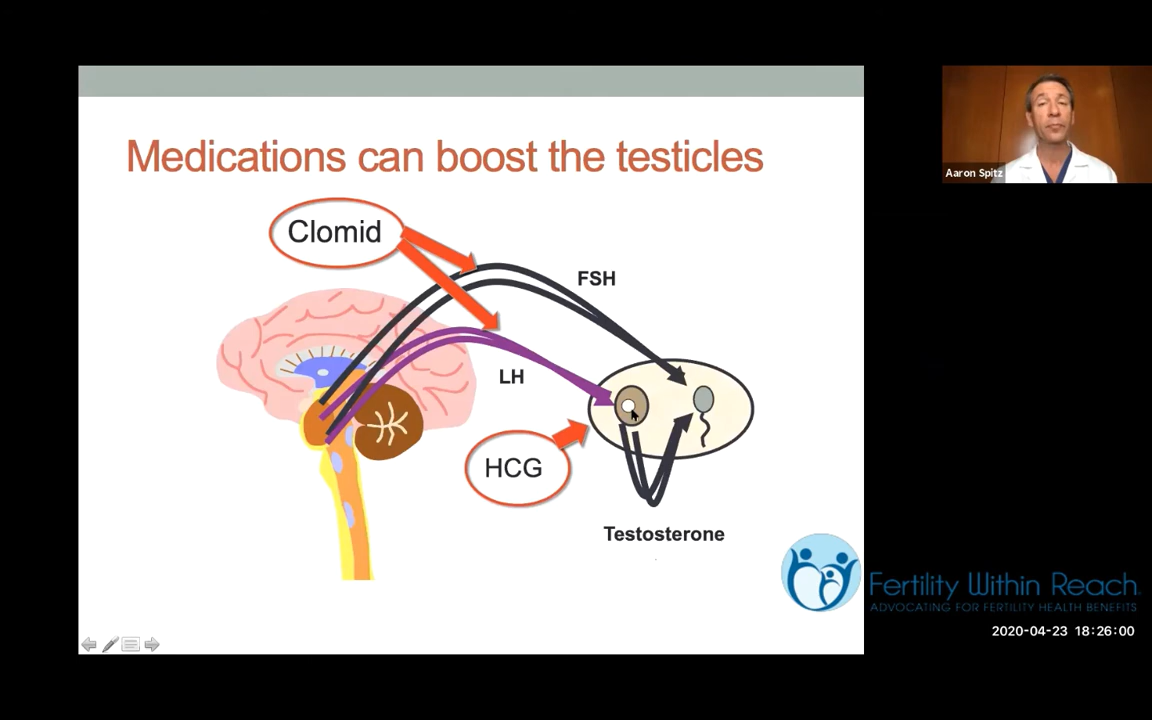 Medications can boost the testicles
Clomid
FSH
LH
HCG
Testosterone
Aaron Spitz
Fertility Within Reach
ADVOCATING FOR FERTILITY HEALTH BENEFITS
2020-04-23 18:26:00